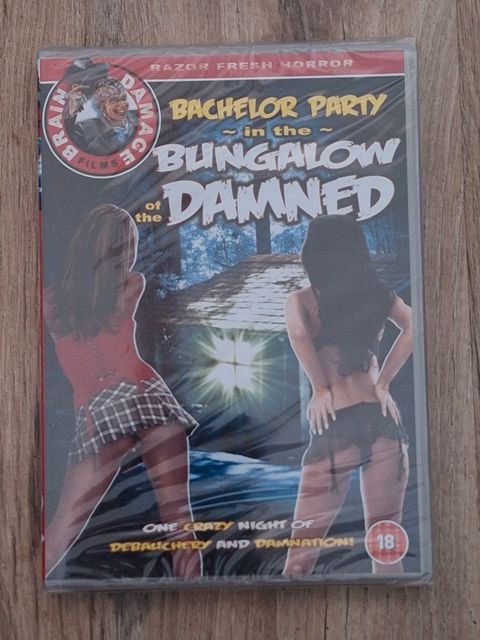 RAZOR FRESH HORROR
BRAIN DAMAGE
FILMS
BACHELOR PARTY
~ in the ~
BUNGALOW
of the DAMNED
ONE CRAZY NIGHT OF
DEBAUCHERY AND DAMNATION!
18